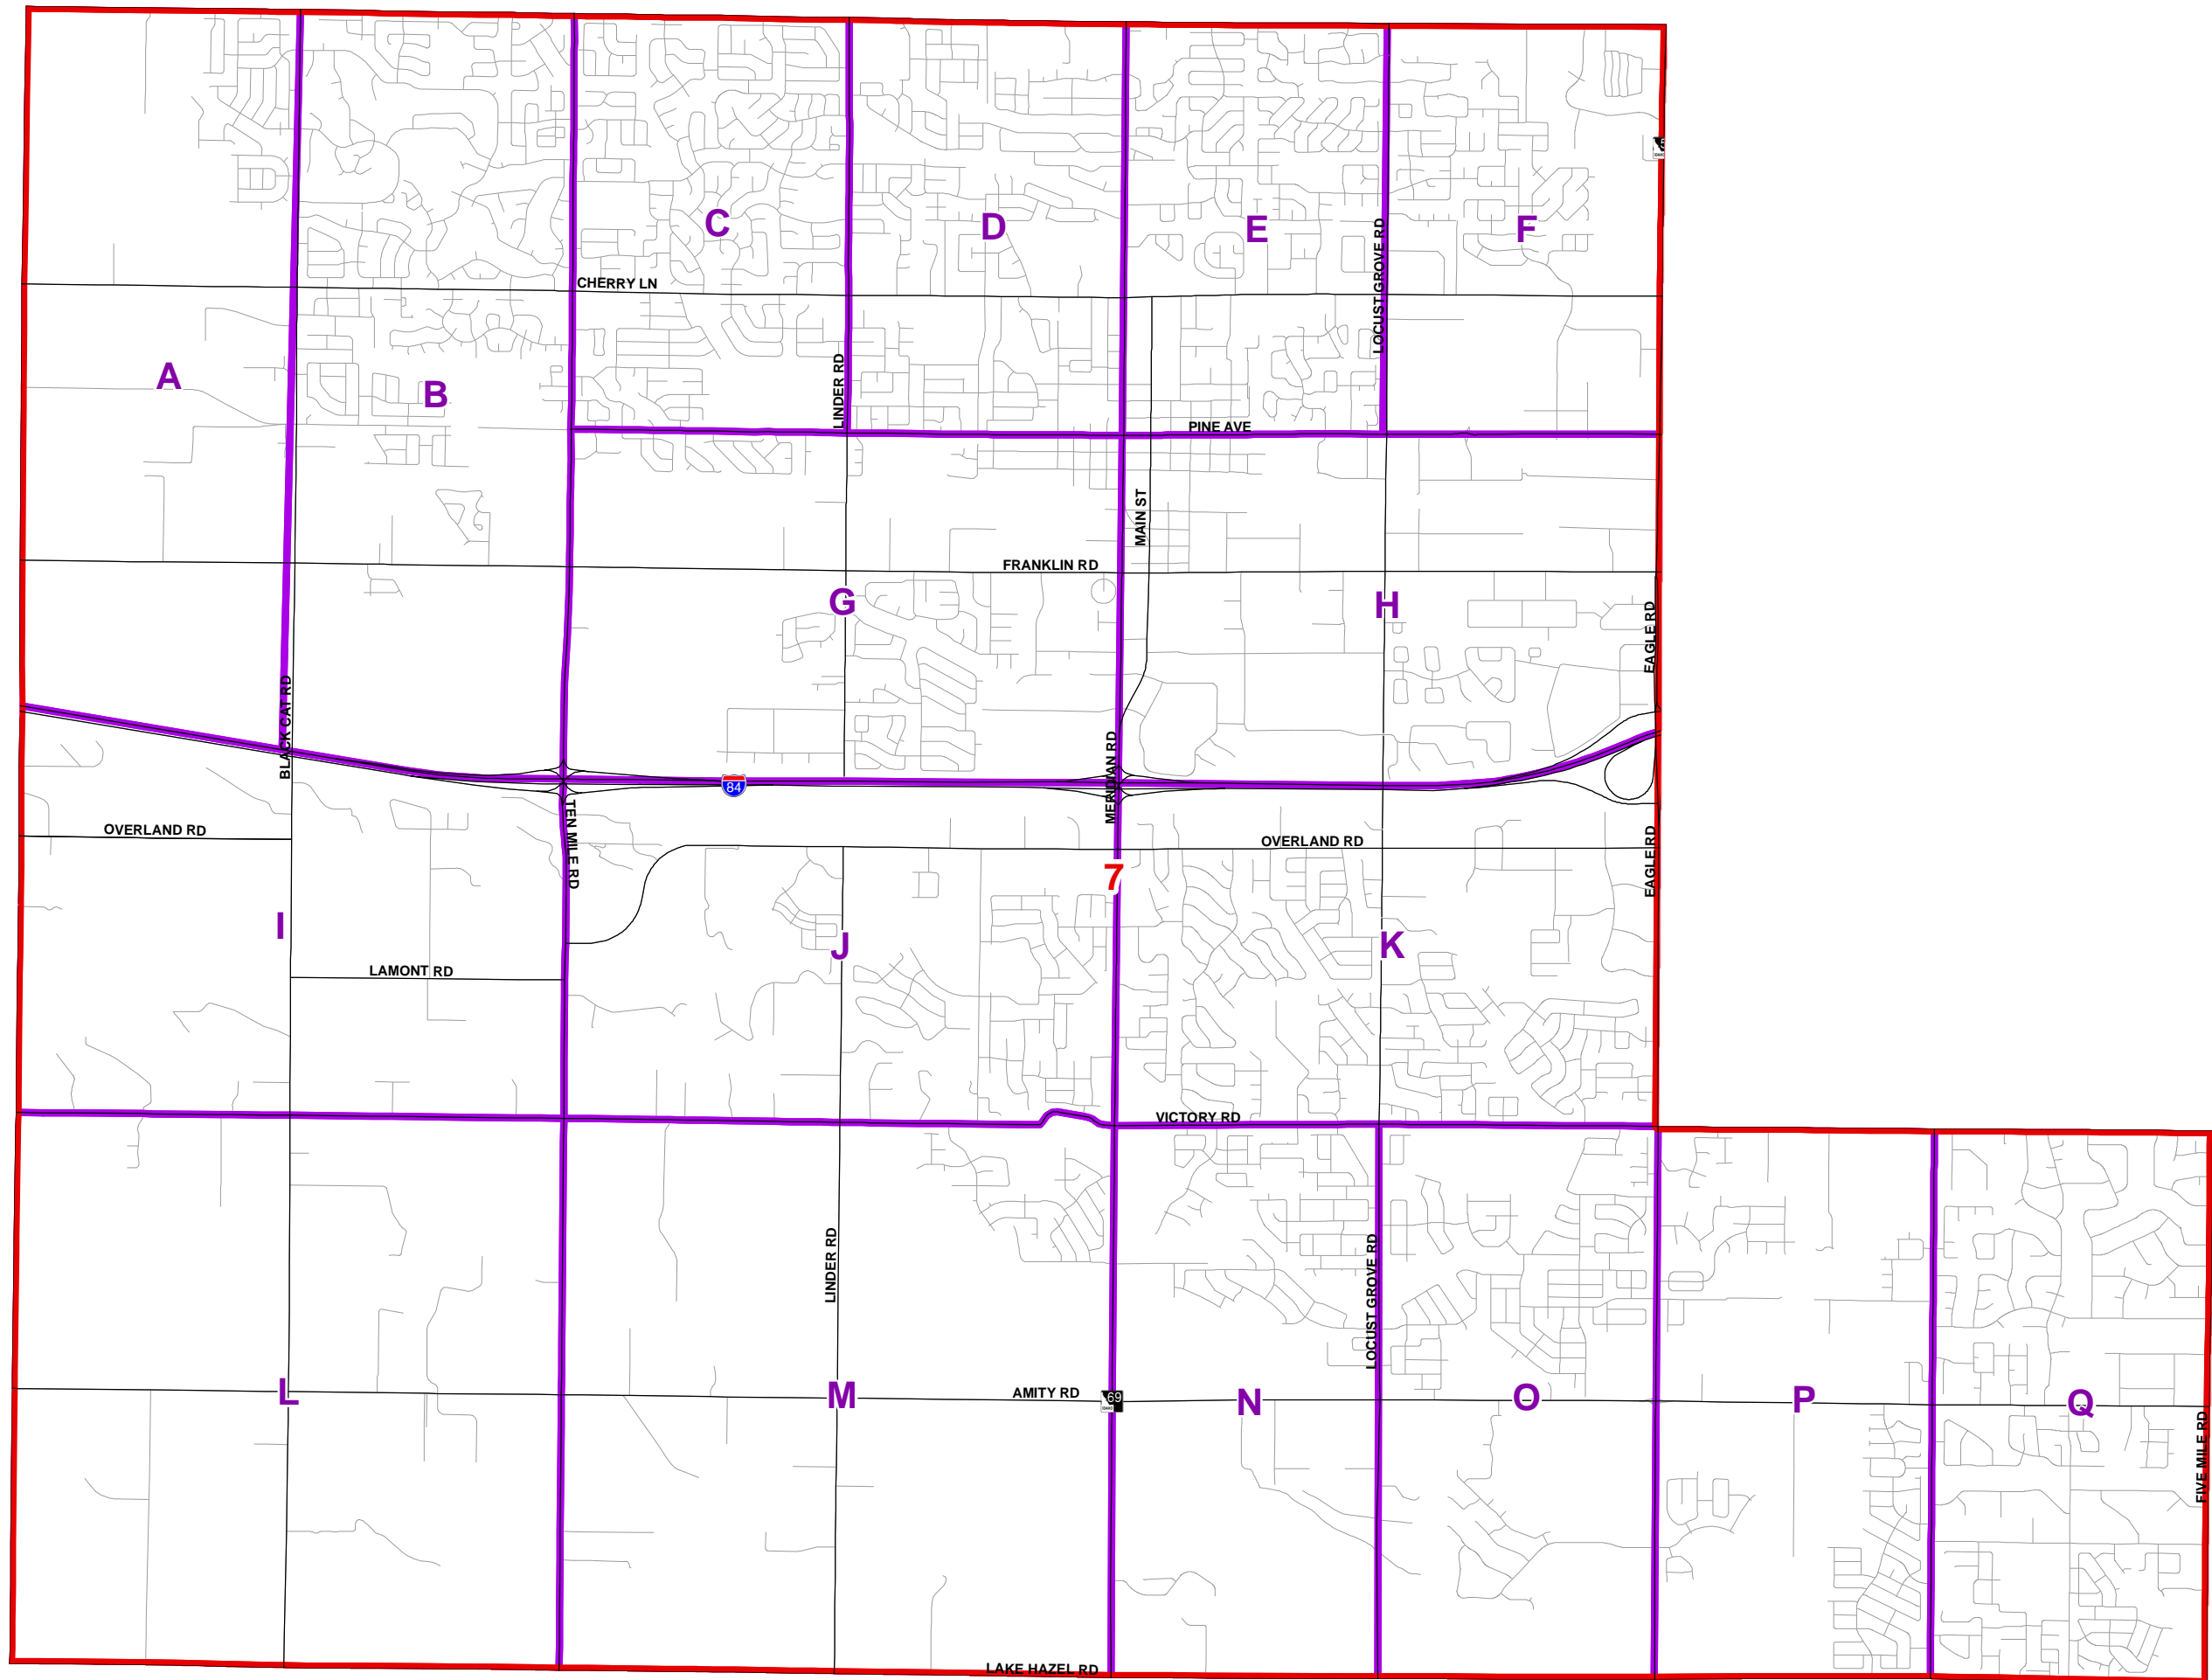 C
D
E
F
LOCUST GROVE RD
CHERRY LN
A
B
LINDER RD
PINE AVE
MAIN ST
FRANKLIN RD
G
H
EAGLE RD
BLACK CAT RD
84
MERIDIAN RD
TEN MILE RD
OVERLAND RD
OVERLAND RD
7
EAGLE RD
I
J
K
LAMONT RD
VICTORY RD
LINDER RD
LOCUST GROVE RD
L
M
AMITY RD
69
IDAHO
N
O
P
Q
FIVE MILE RD
LAKE HAZEL RD